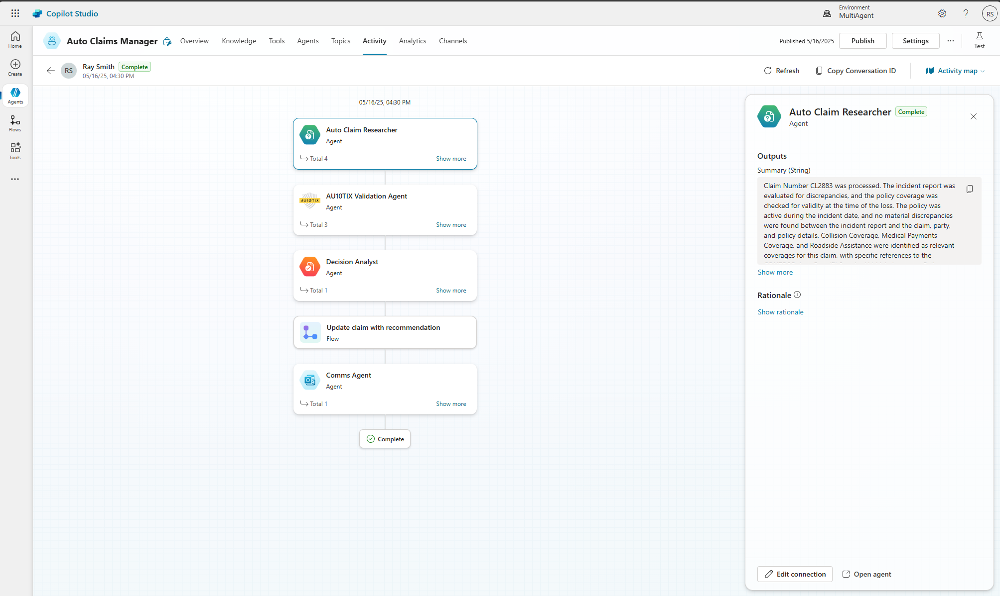 Copilot Studio
Environment
MultiAgent
RS
Home
Create
Agents
Flows
Tools
Auto Claims Manager
Overview
Knowledge
Tools
Agents
Topics
Activity
Analytics
Channels
Published 5/16/2025
Publish
Settings
Test
RS
Ray Smith
Complete
05/16/25, 04:30 PM
Refresh
Copy Conversation ID
Activity map
05/16/25, 04:30 PM
Auto Claim Researcher
Agent
Total 4
Show more
AU10TIX
AU10TIX Validation Agent
Agent
Total 3
Show more
Decision Analyst
Agent
Total 1
Show more
Update claim with recommendation
Flow
Comms Agent
Agent
Total 1
Show more
Complete
Auto Claim Researcher
Complete
Agent
Outputs
Summary (String)
Claim Number CL2883 was processed. The incident report was
evaluated for discrepancies, and the policy coverage was
checked for validity at the time of the loss. The policy was
active during the incident date, and no material discrepancies
were found between the incident report and the claim, party,
and policy details. Collision Coverage, Medical Payments
Coverage, and Roadside Assistance were identified as relevant
coverages for this claim, with specific references to the
Show more
Rationale
Show rationale
Edit connection
Open agent